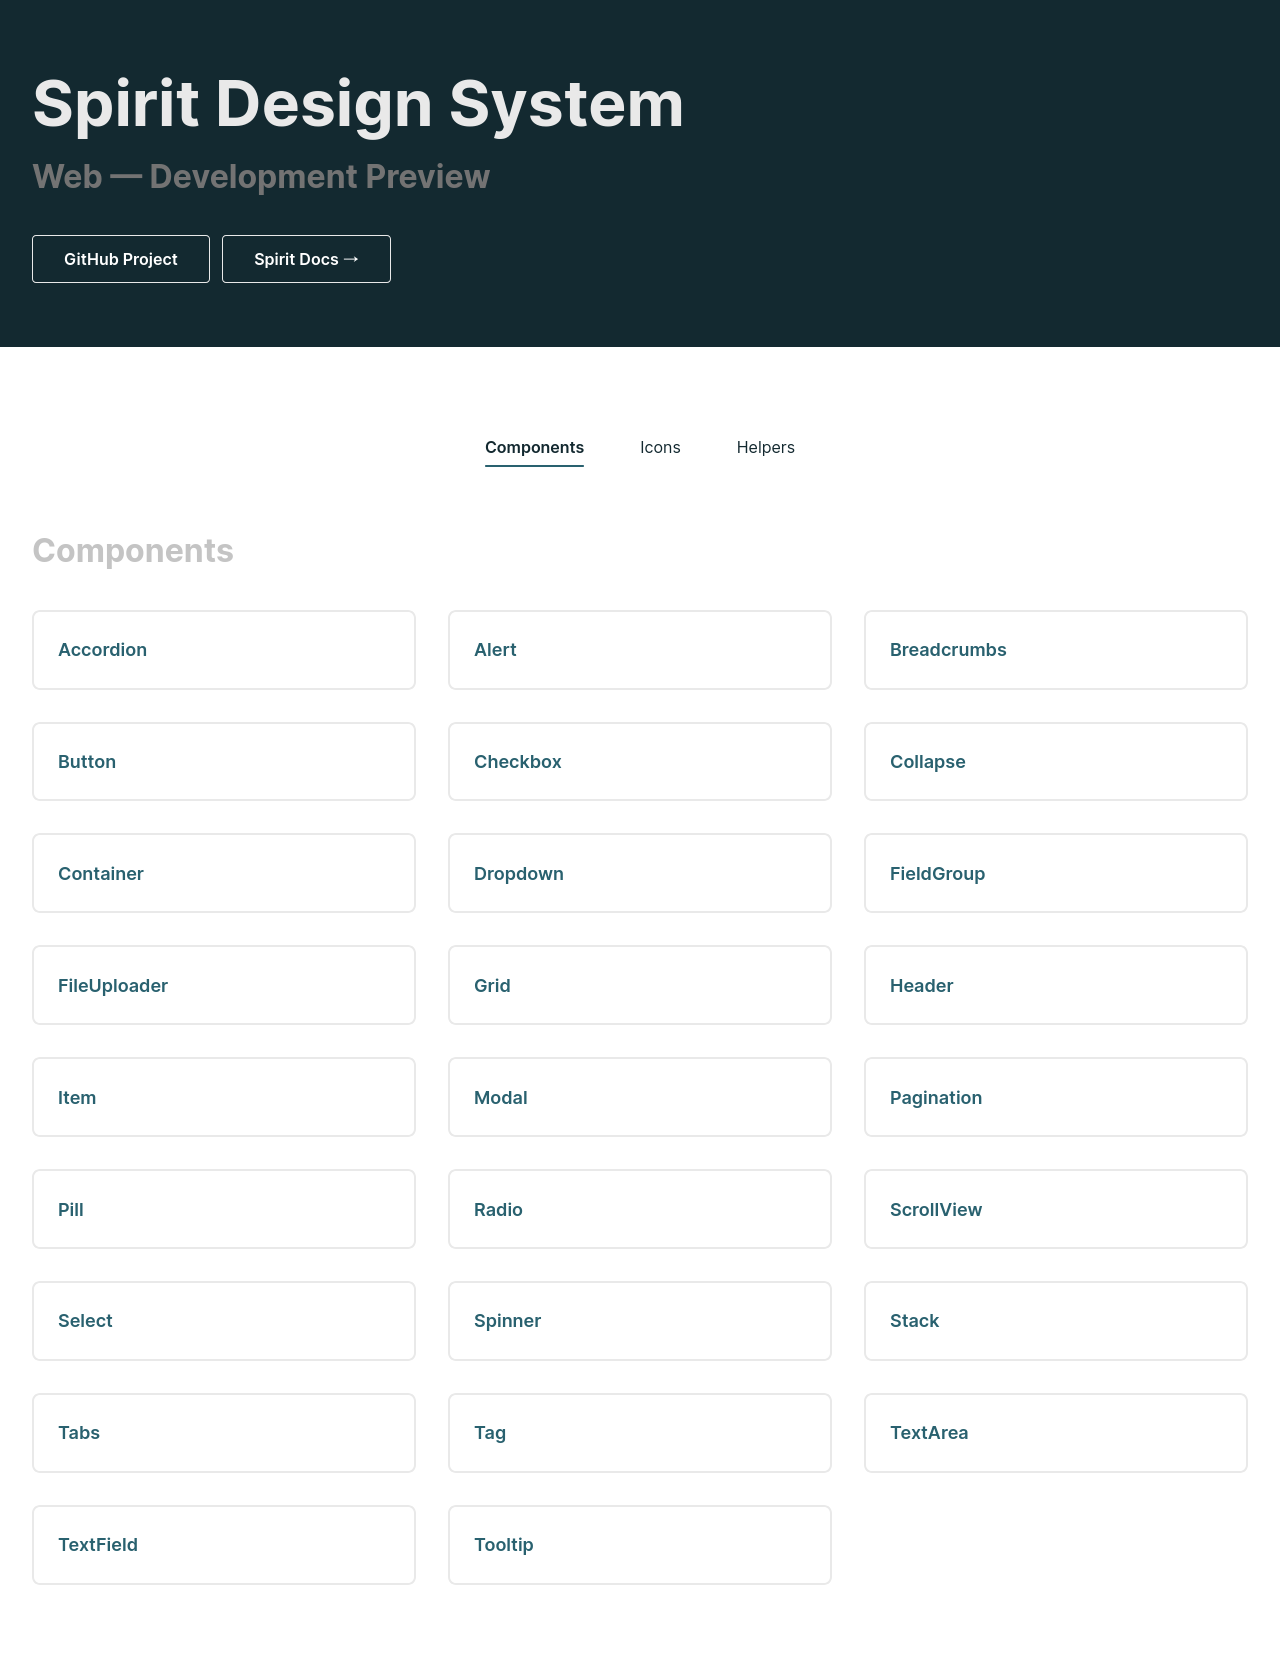 Spirit Design System
Web — Development Preview
GitHub Project
Spirit Docs →
Components
Icons
Helpers
Components
Accordion
Alert
Breadcrumbs
Button
Checkbox
Collapse
Container
Dropdown
FieldGroup
FileUploader
Grid
Header
Item
Modal
Pagination
Pill
Radio
ScrollView
Select
Spinner
Stack
Tabs
Tag
TextArea
TextField
Tooltip